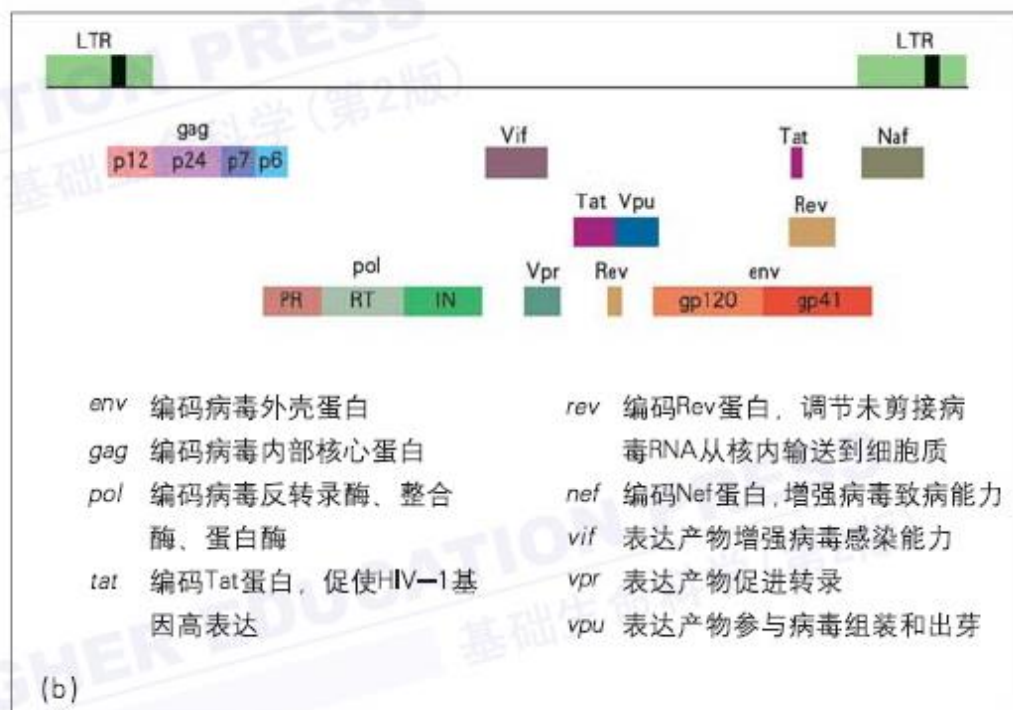 LTR LTR
gag Vif Tat Naf
p12 p24 p7 p6
Tat Vpu Rev
pol Vpr Rev env
PR RT IN gp120 gp41
env 编码病毒外壳蛋白
gag 编码病毒内部核心蛋白
pol 编码病毒反转录酶、整合
酶、蛋白酶
tat 编码Tat蛋白，促使HIV-1基
因高表达
rev 编码Rev蛋白，调节未剪接病
毒RNA从核内输送到细胞质
nef 编码Nef蛋白,增强病毒致病能力
vif 表达产物增强病毒感染能力
vpr 表达产物促进转录
vpu 表达产物参与病毒组装和出芽
(b)